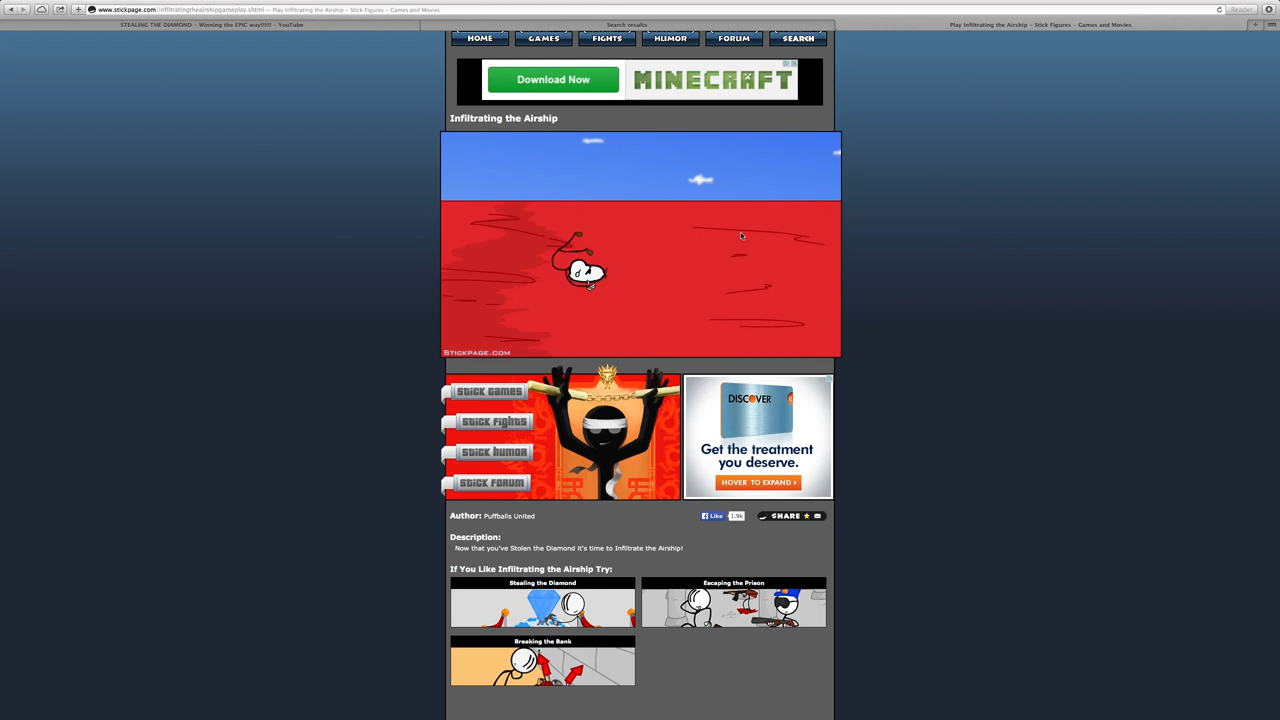 www.stickpage.com/infiltratingtheairshipgameplay.shtml — Play Infiltrating the Airship – Stick Figures – Games and Movies
Reader
STEALING THE DIAMOND – Winning the EPIC way!!!!!! – YouTube
Search results
Play Infiltrating the Airship – Stick Figures – Games and Movies
HOME
GAMES
FIGHTS
HUMOR
FORUM
SEARCH
Download Now
MINECRAFT
Infiltrating the Airship
STICKPAGE.COM
STICK GAMES
STICK FIGHTS
STICK HUMOR
STICK FORUM
DISCOVER
Get the treatment
you deserve.
HOVER TO EXPAND
Author: Puffballs United
Like
1.9k
SHARE
Description:
Now that you've Stolen the Diamond it's time to Infiltrate the Airship!
If You Like Infiltrating the Airship Try:
Stealing the Diamond
Escaping the Prison
Breaking the Bank